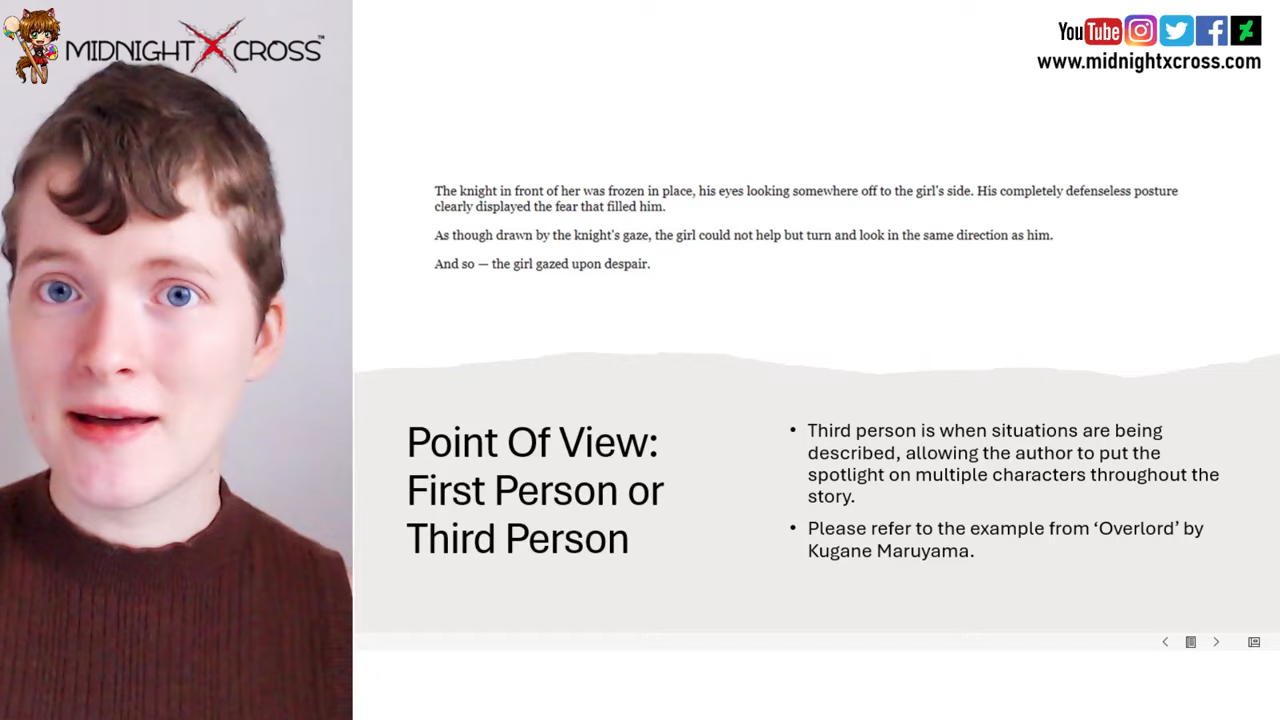 MIDNIGHT X CROSS™
YouTube
www.midnightxcross.com
The knight in front of her was frozen in place, his eyes looking somewhere off to the girl's side. His completely defenseless posture
clearly displayed the fear that filled him.
As though drawn by the knight's gaze, the girl could not help but turn and look in the same direction as him.
And so — the girl gazed upon despair.
Point Of View:
First Person or
Third Person
• Third person is when situations are being
described, allowing the author to put the
spotlight on multiple characters throughout the
story.
• Please refer to the example from ‘Overlord’ by
Kugane Maruyama.